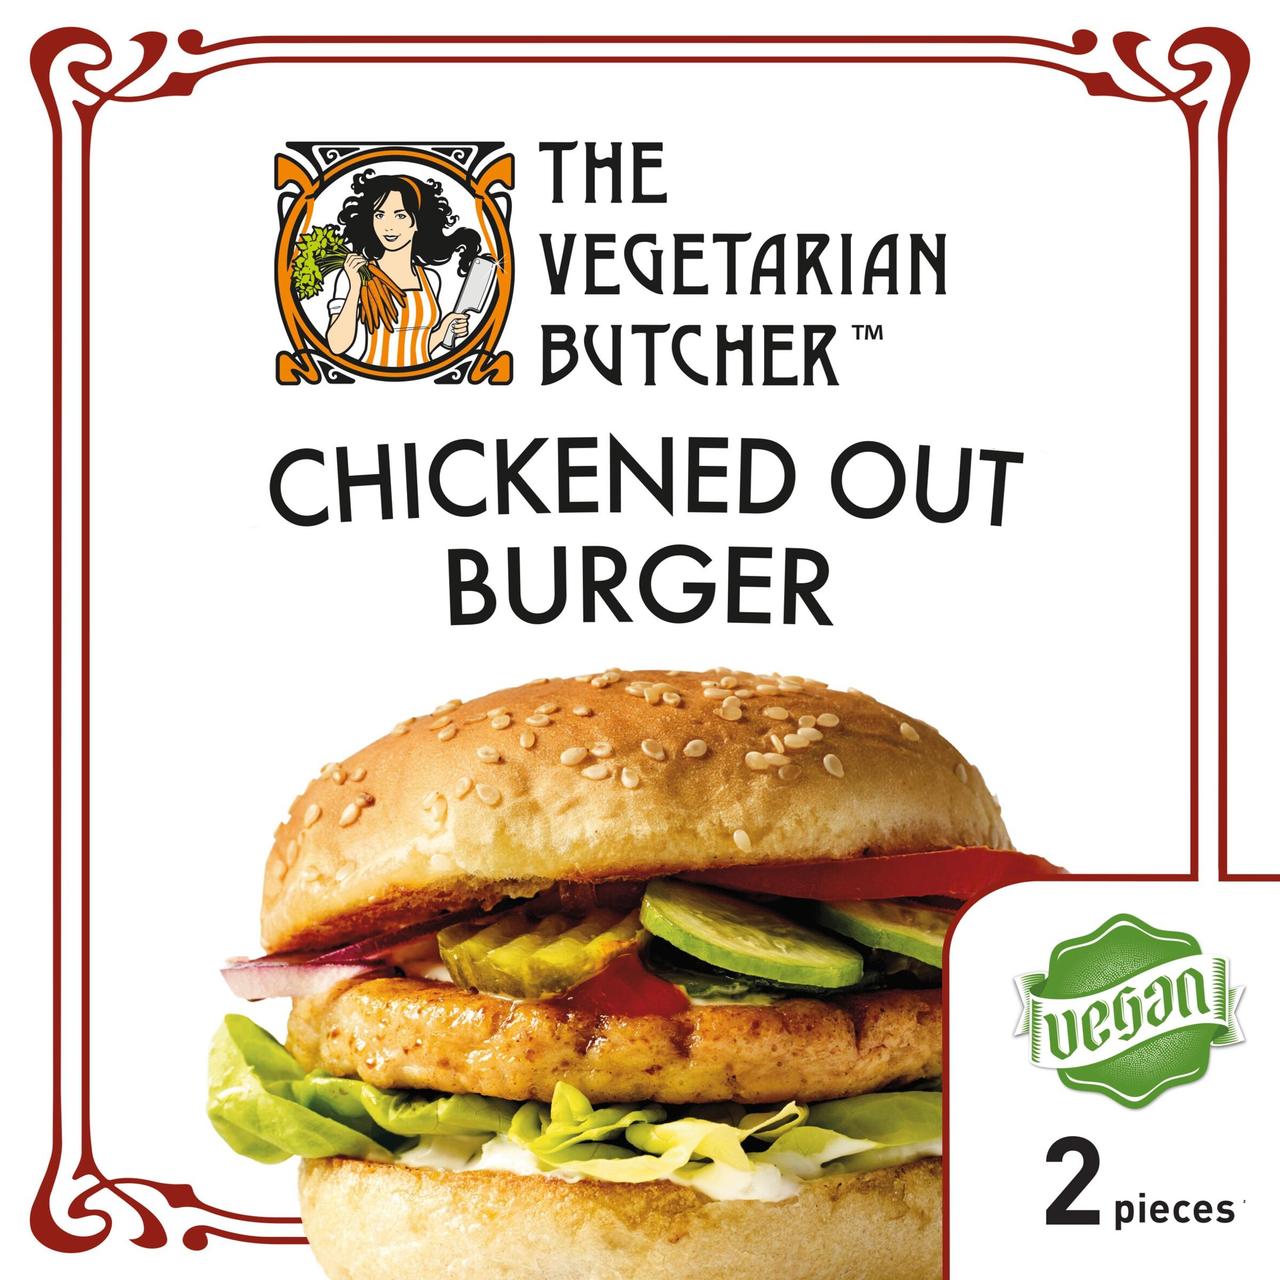 THE
VEGETARIAN
BUTCHER™
CHICKENED OUT
BURGER
vegan
2 pieces